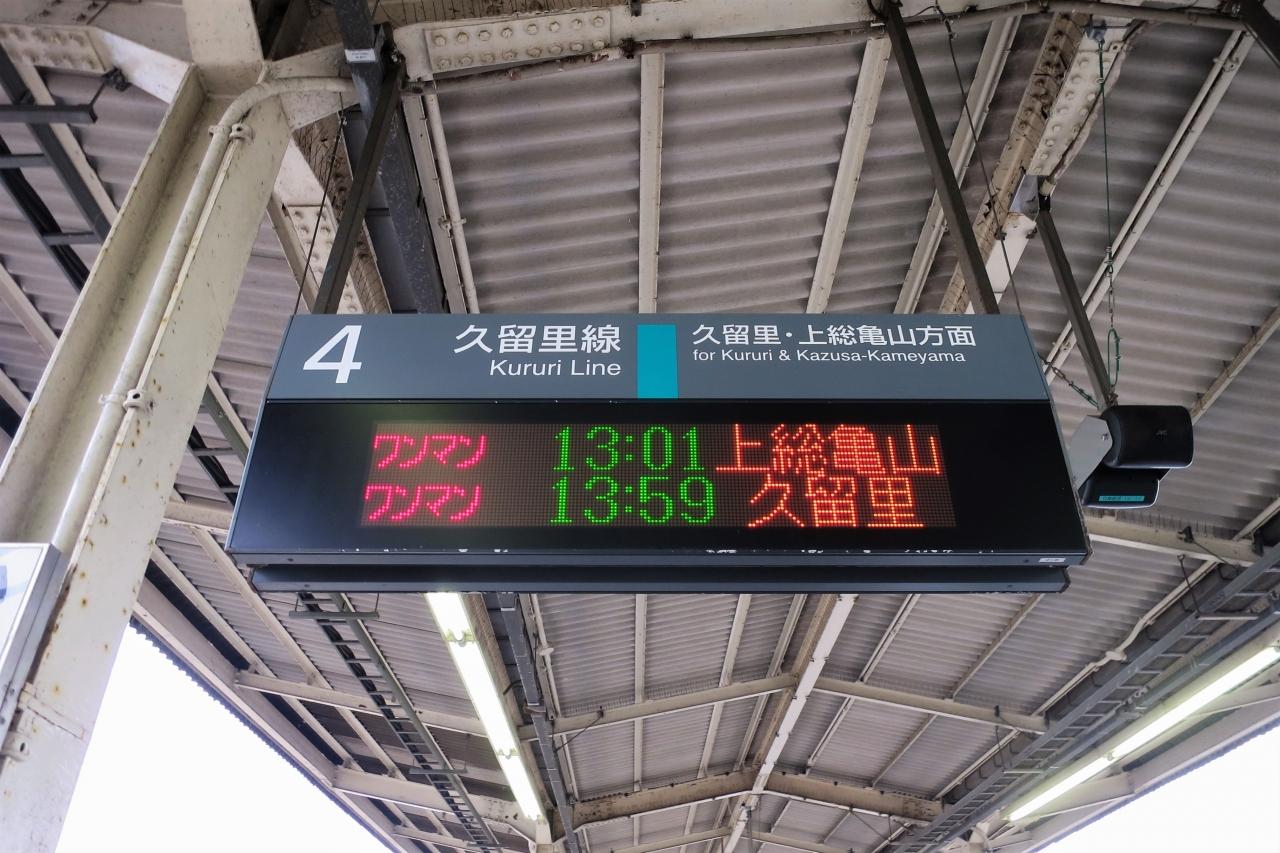 4 久留里線 久留里・上総亀山方面
Kururi Line for Kururi & Kazusa-Kameyama
ワンマン 13:01 上総亀山
ワンマン 13:59 久留里